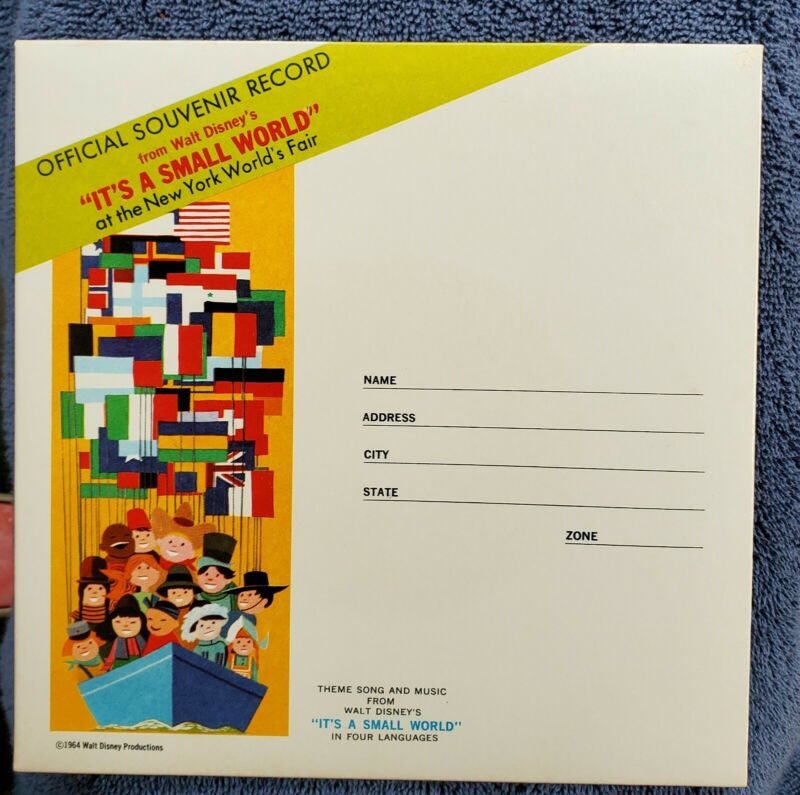 OFFICIAL SOUVENIR RECORD
from Walt Disney's
"IT'S A SMALL WORLD"
at the New York World's Fair
NAME
ADDRESS
CITY
STATE
ZONE
THEME SONG AND MUSIC
FROM
WALT DISNEY'S
"IT'S A SMALL WORLD"
IN FOUR LANGUAGES
©1964 Walt Disney Productions